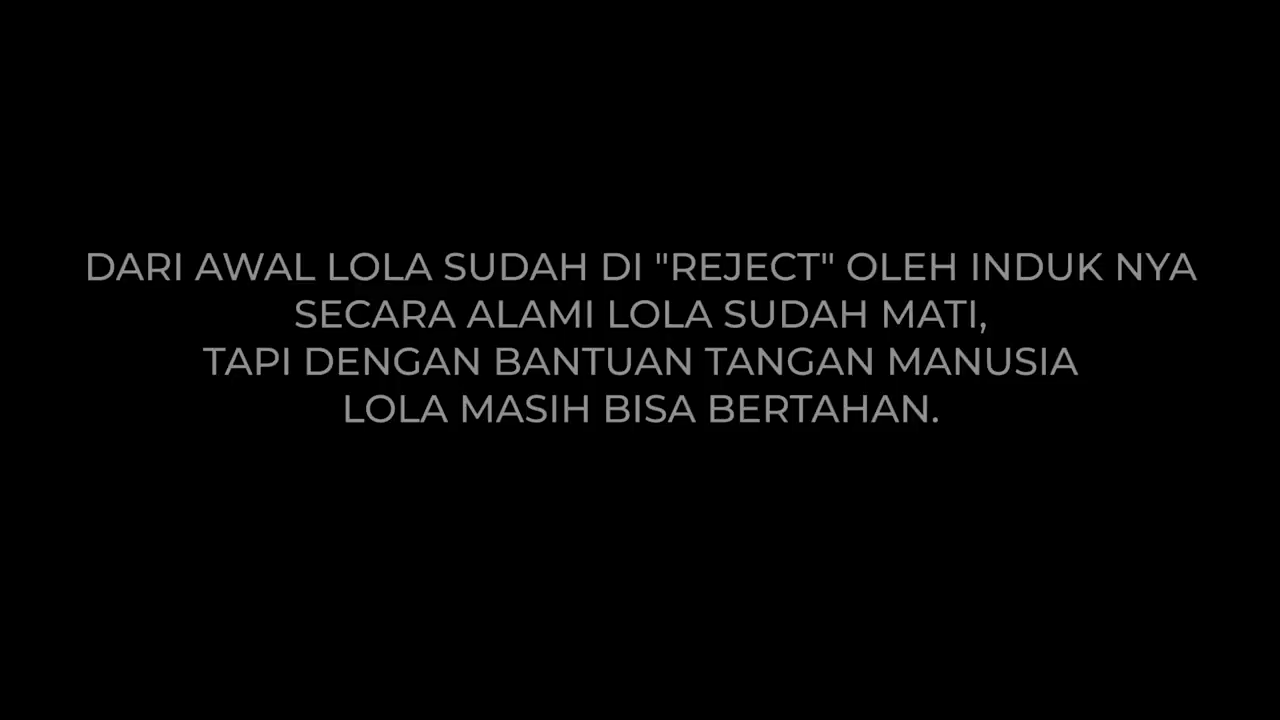 DARI AWAL LOLA SUDAH DI "REJECT" OLEH INDUK NYA
SECARA ALAMI LOLA SUDAH MATI,
TAPI DENGAN BANTUAN TANGAN MANUSIA
LOLA MASIH BISA BERTAHAN.